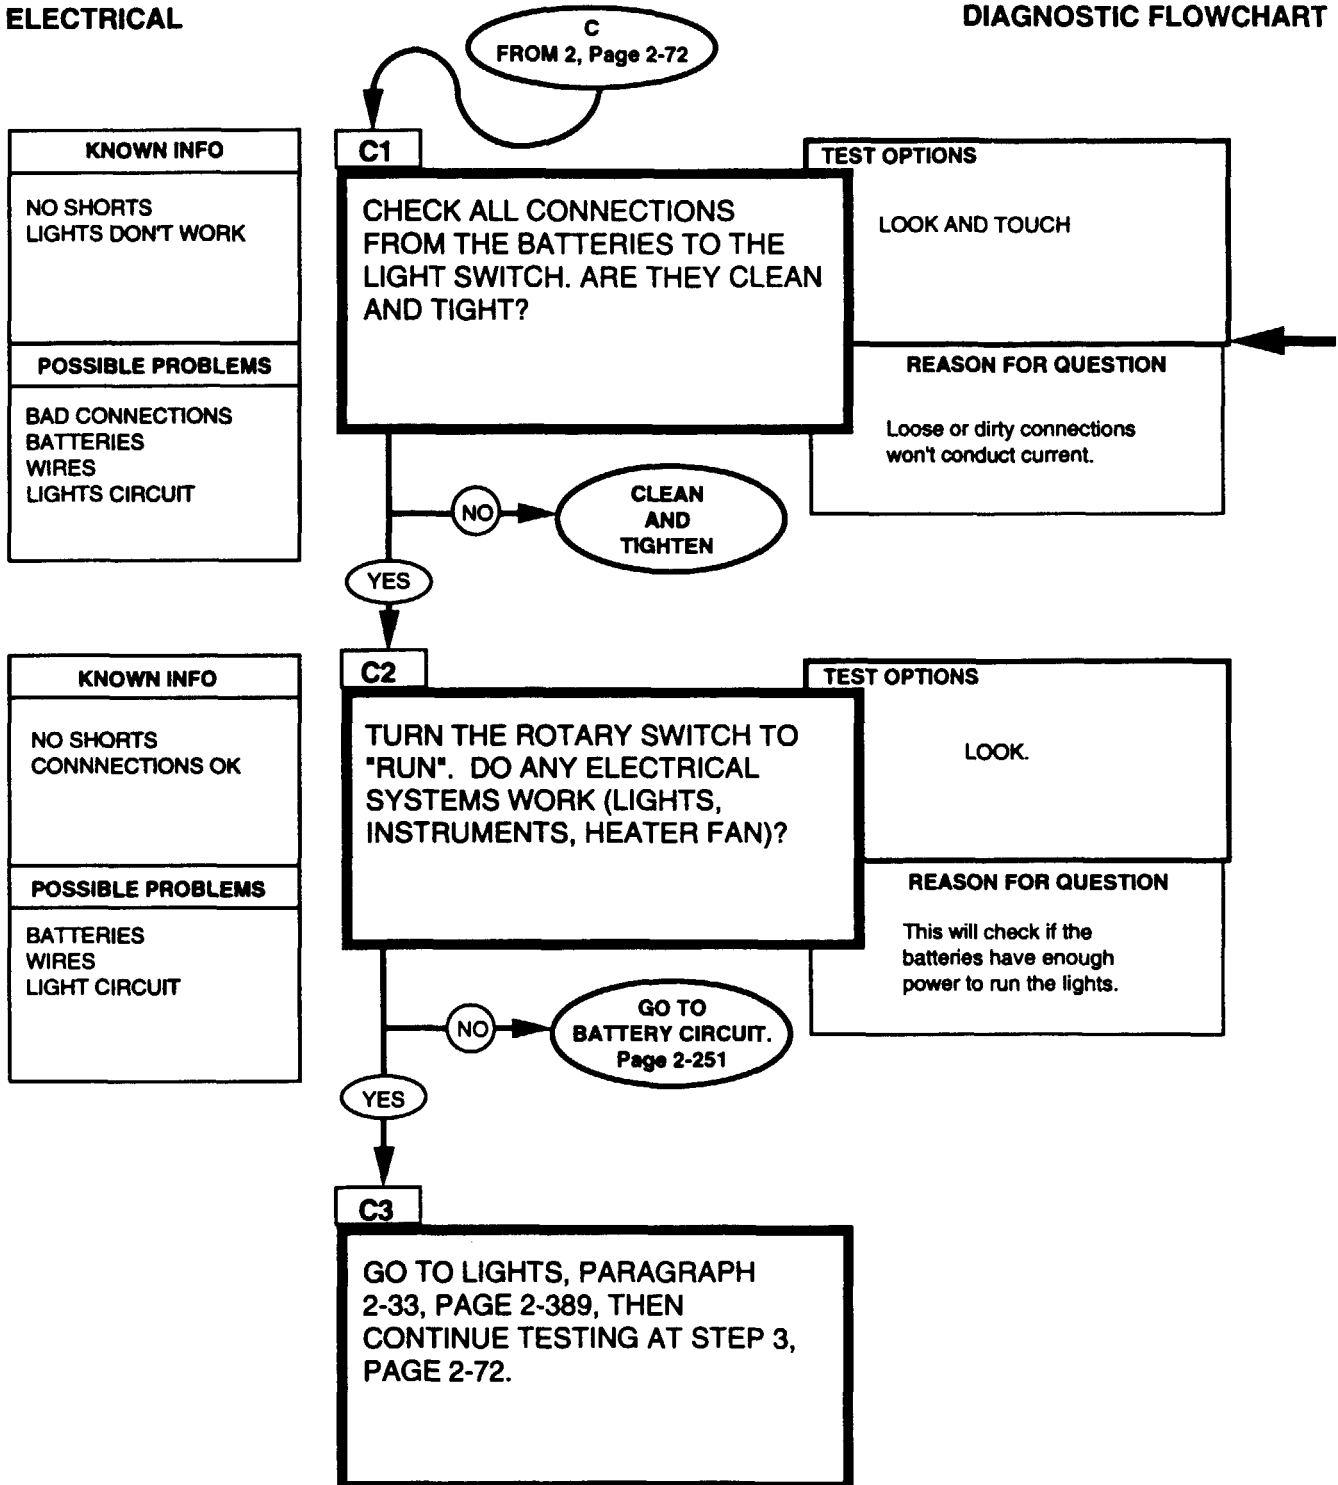 ELECTRICAL
DIAGNOSTIC FLOWCHART
C
FROM 2, Page 2-72
KNOWN INFO
NO SHORTS
LIGHTS DON'T WORK
POSSIBLE PROBLEMS
BAD CONNECTIONS
BATTERIES
WIRES
LIGHTS CIRCUIT
C1
CHECK ALL CONNECTIONS
FROM THE BATTERIES TO THE
LIGHT SWITCH. ARE THEY CLEAN
AND TIGHT?
TEST OPTIONS
LOOK AND TOUCH
REASON FOR QUESTION
Loose or dirty connections
won't conduct current.
NO
CLEAN
AND
TIGHTEN
YES
KNOWN INFO
NO SHORTS
CONNNECTIONS OK
POSSIBLE PROBLEMS
BATTERIES
WIRES
LIGHT CIRCUIT
C2
TURN THE ROTARY SWITCH TO
"RUN". DO ANY ELECTRICAL
SYSTEMS WORK (LIGHTS,
INSTRUMENTS, HEATER FAN)?
TEST OPTIONS
LOOK.
REASON FOR QUESTION
This will check if the
batteries have enough
power to run the lights.
NO
GO TO
BATTERY CIRCUIT.
Page 2-251
YES
C3
GO TO LIGHTS, PARAGRAPH
2-33, PAGE 2-389, THEN
CONTINUE TESTING AT STEP 3,
PAGE 2-72.